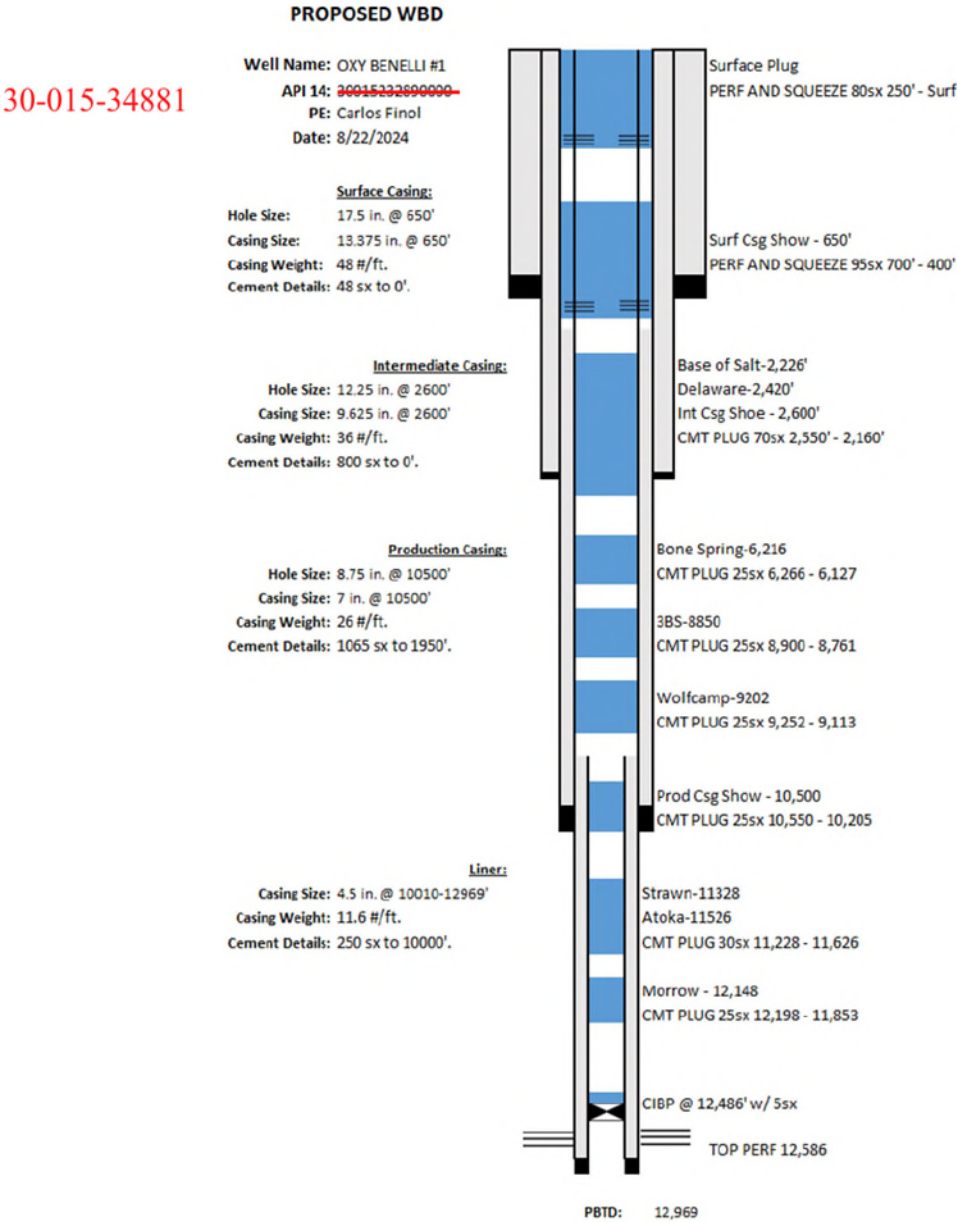 PROPOSED WBD
Well Name: OXY BENELLI #1
30-015-34881
API 14: 30015232890000
PE: Carlos Finol
Date: 8/22/2024
Surface Casing:
Hole Size: 17.5 in. @ 650'
Casing Size: 13.375 in. @ 650'
Casing Weight: 48 #/ft.
Cement Details: 48 sx to 0'.
Intermediate Casing:
Hole Size: 12.25 in. @ 2600'
Casing Size: 9.625 in. @ 2600'
Casing Weight: 36 #/ft.
Cement Details: 800 sx to 0'.
Production Casing:
Hole Size: 8.75 in. @ 10500'
Casing Size: 7 in. @ 10500'
Casing Weight: 26 #/ft.
Cement Details: 1065 sx to 1950'.
Liner:
Casing Size: 4.5 in. @ 10010-12969'
Casing Weight: 11.6 #/ft.
Cement Details: 250 sx to 10000'.
Surface Plug
PERF AND SQUEEZE 80sx 250' - Surf
Surf Csg Show - 650'
PERF AND SQUEEZE 95sx 700' - 400'
Base of Salt-2,226'
Delaware-2,420'
Int Csg Shoe - 2,600'
CMT PLUG 70sx 2,550' - 2,160'
Bone Spring-6,216
CMT PLUG 25sx 6,266 - 6,127
3BS-8850
CMT PLUG 25sx 8,900 - 8,761
Wolfcamp-9202
CMT PLUG 25sx 9,252 - 9,113
Prod Csg Show - 10,500
CMT PLUG 25sx 10,550 - 10,205
Strawn-11328
Atoka-11526
CMT PLUG 30sx 11,228 - 11,626
Morrow - 12,148
CMT PLUG 25sx 12,198 - 11,853
CIBP @ 12,486' w/ 5sx
TOP PERF 12,586
PBTD: 12,969